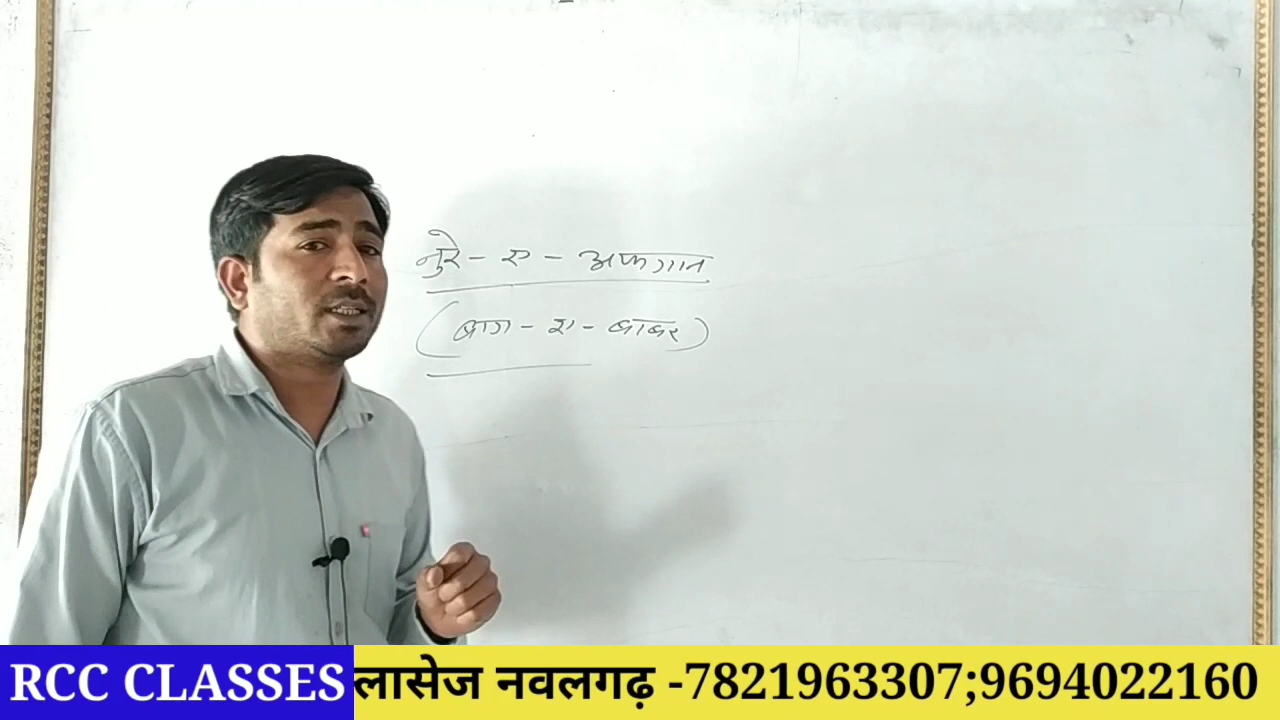 नुरे - ए - अफगान
(बाग - ए - बाबर)
RCC CLASSES लासेज नवलगढ़ -7821963307;9694022160